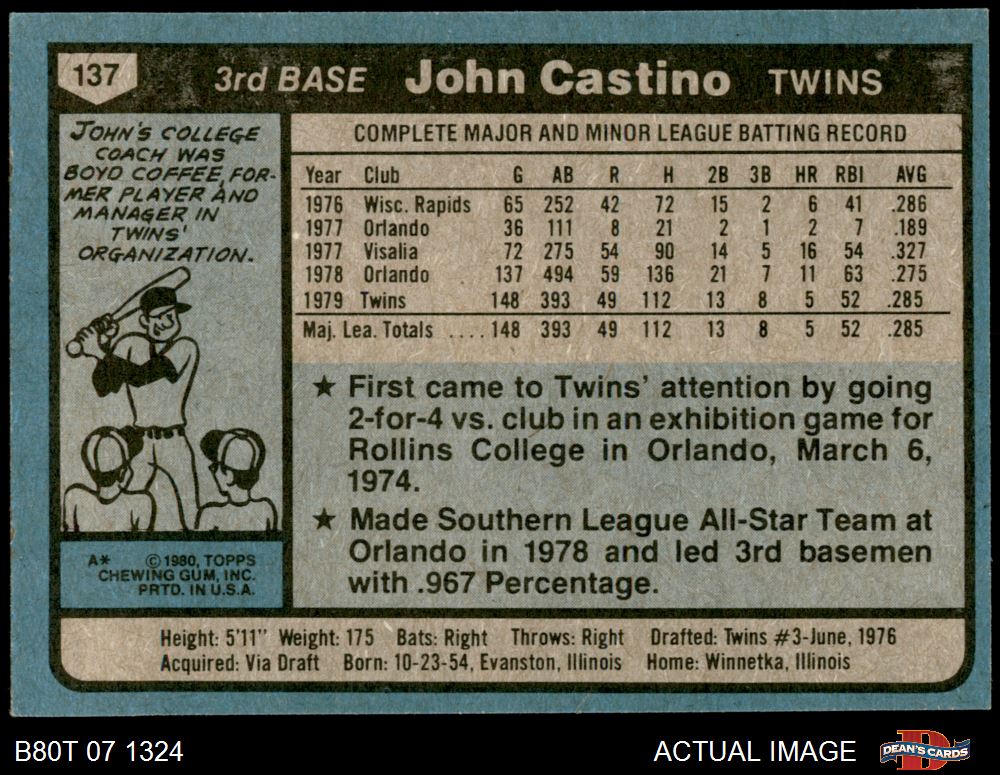 137 3rd BASE John Castino TWINS
JOHN'S COLLEGE
COACH WAS
BOYD COFFEE, FOR-
MER PLAYER AND
MANAGER IN
TWINS'
ORGANIZATION.
COMPLETE MAJOR AND MINOR LEAGUE BATTING RECORD
Year Club G AB R H 2B 3B HR RBI AVG
1976 Wisc. Rapids 65 252 42 72 15 2 6 41 .286
1977 Orlando 36 111 8 21 2 1 2 7 .189
1977 Visalia 72 275 54 90 14 5 16 54 .327
1978 Orlando 137 494 59 136 21 7 11 63 .275
1979 Twins 148 393 49 112 13 8 5 52 .285
Maj. Lea. Totals ....148 393 49 112 13 8 5 52 .285
★ First came to Twins' attention by going
2-for-4 vs. club in an exhibition game for
Rollins College in Orlando, March 6,
1974.
★ Made Southern League All-Star Team at
Orlando in 1978 and led 3rd basemen
with .967 Percentage.
A* © 1980, TOPPS
CHEWING GUM, INC.
PRTD. IN U.S.A.
Height: 5'11" Weight: 175 Bats: Right Throws: Right Drafted: Twins #3-June, 1976
Acquired: Via Draft Born: 10-23-54, Evanston, Illinois Home: Winnetka, Illinois
B80T 07 1324 ACTUAL IMAGE D DEAN'S CARDS